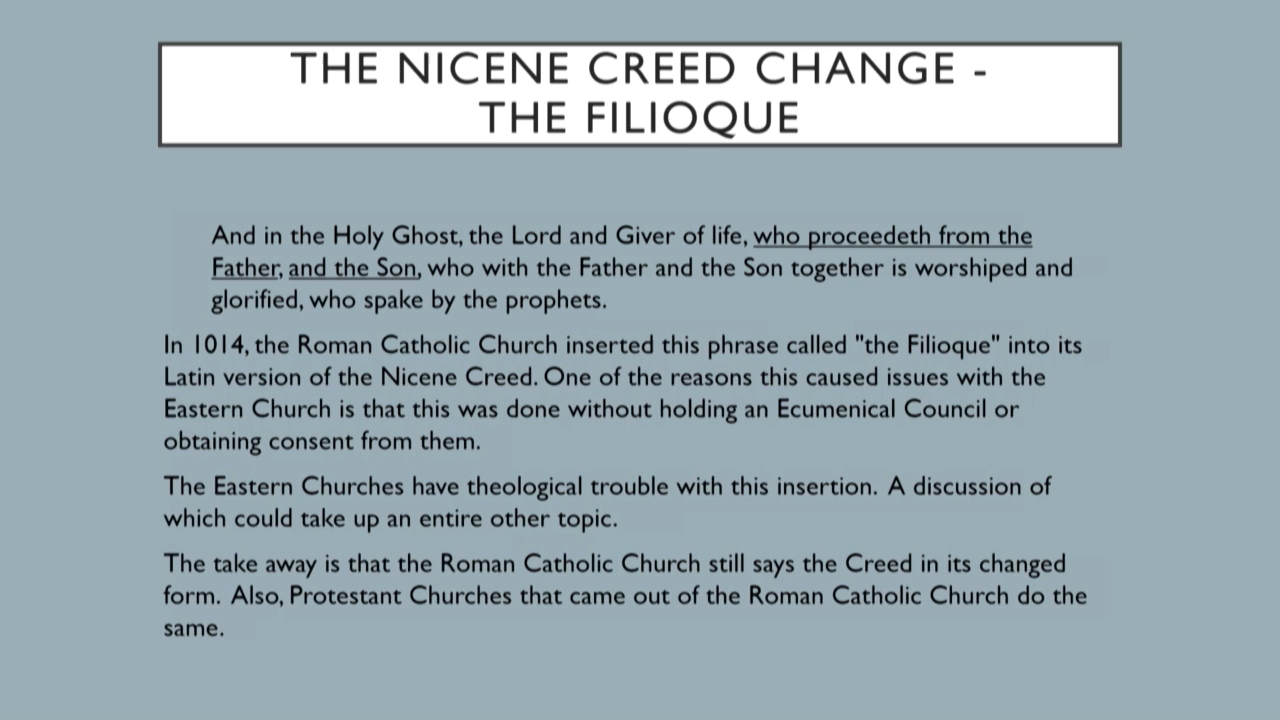 THE NICENE CREED CHANGE -
THE FILIOQUE
And in the Holy Ghost, the Lord and Giver of life, who proceedeth from the
Father, and the Son, who with the Father and the Son together is worshiped and
glorified, who spake by the prophets.
In 1014, the Roman Catholic Church inserted this phrase called "the Filioque" into its
Latin version of the Nicene Creed. One of the reasons this caused issues with the
Eastern Church is that this was done without holding an Ecumenical Council or
obtaining consent from them.
The Eastern Churches have theological trouble with this insertion. A discussion of
which could take up an entire other topic.
The take away is that the Roman Catholic Church still says the Creed in its changed
form. Also, Protestant Churches that came out of the Roman Catholic Church do the
same.